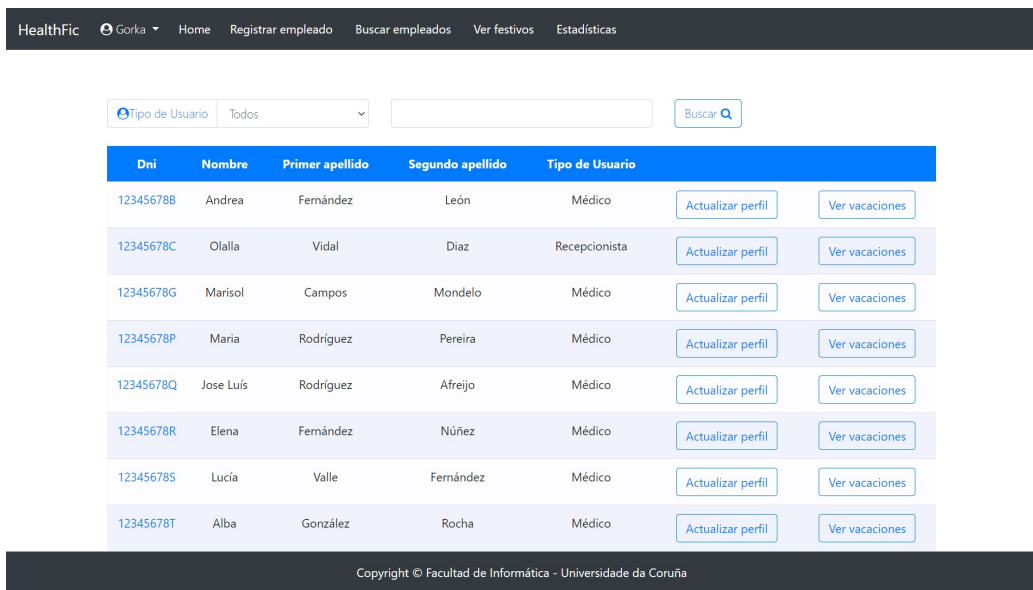 HealthFic Gorka Home Registrar empleado Buscar empleados Ver festivos Estadísticas
Tipo de Usuario Todos Buscar
Dni Nombre Primer apellido Segundo apellido Tipo de Usuario
12345678B Andrea Fernández León Médico Actualizar perfil Ver vacaciones
12345678C Olalla Vidal Diaz Recepcionista Actualizar perfil Ver vacaciones
12345678G Marisol Campos Mondelo Médico Actualizar perfil Ver vacaciones
12345678P Maria Rodríguez Pereira Médico Actualizar perfil Ver vacaciones
12345678Q Jose Luís Rodríguez Afreijo Médico Actualizar perfil Ver vacaciones
12345678R Elena Fernández Núñez Médico Actualizar perfil Ver vacaciones
12345678S Lucía Valle Fernández Médico Actualizar perfil Ver vacaciones
12345678T Alba González Rocha Médico Actualizar perfil Ver vacaciones
Copyright © Facultad de Informática - Universidade da Coruña